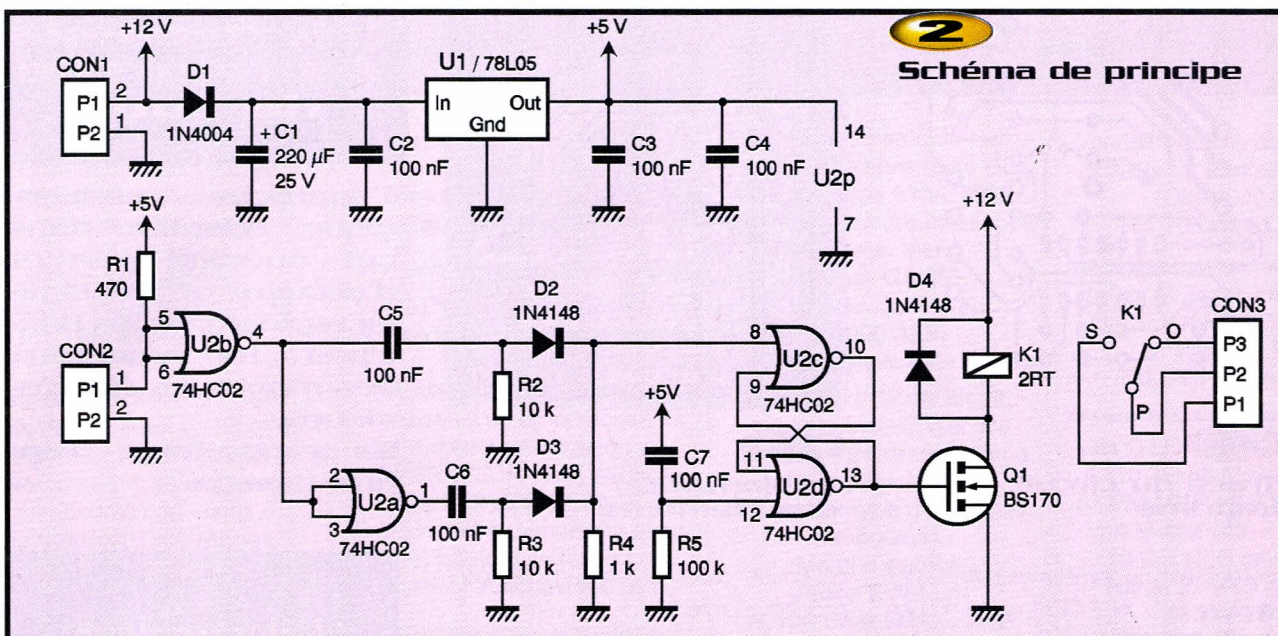 2
Schéma de principe
+12 V
CON1
P1
P2
2
1
D1
1N4004
+ C1
220 µF
25 V
C2
100 nF
U1 / 78L05
In
Out
Gnd
+5 V
C3
100 nF
C4
100 nF
14
U2p
7
+5V
R1
470
CON2
P1
P2
1
2
5
6
U2b
4
74HC02
C5
100 nF
D2
1N4148
R2
10 k
2
3
U2a
1
74HC02
C6
100 nF
D3
1N4148
R3
10 k
R4
1 k
+5V
C7
100 nF
R5
100 k
8
9
U2c
10
74HC02
11
12
U2d
13
74HC02
+12 V
D4
1N4148
K1
2RT
Q1
BS170
S
K1
O
P
CON3
P3
P2
P1